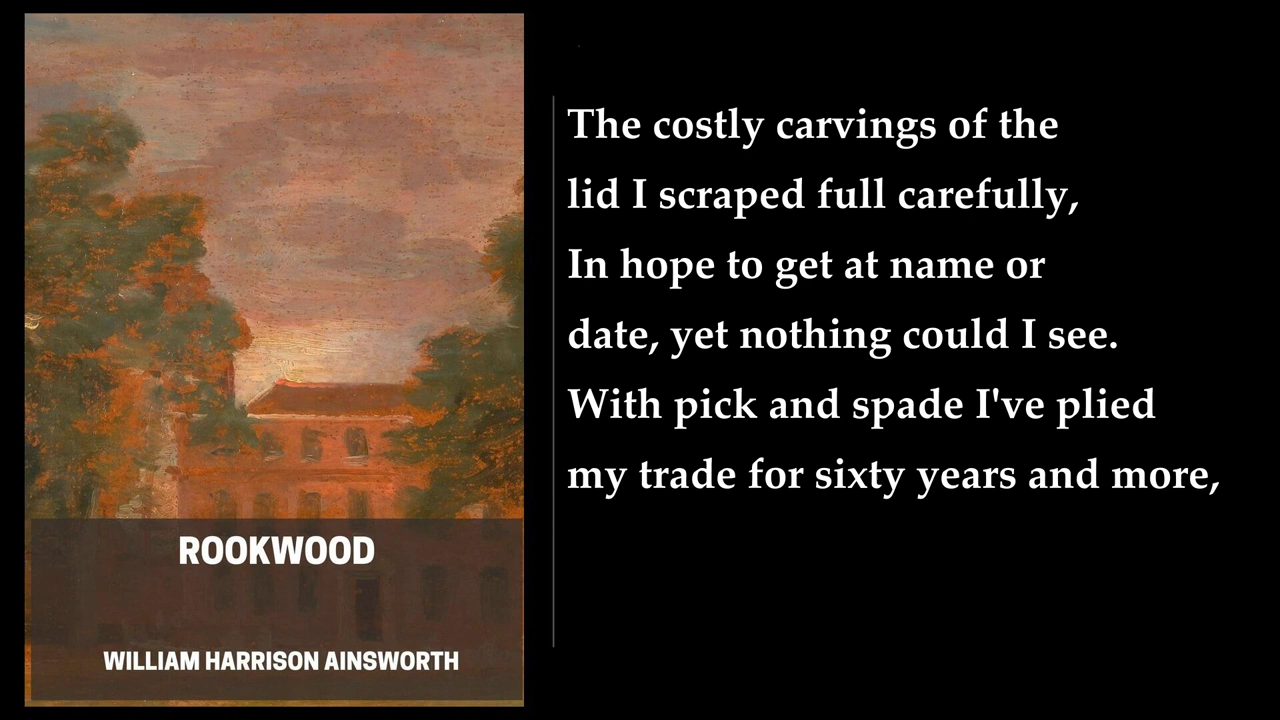 ROOKWOOD
WILLIAM HARRISON AINSWORTH
The costly carvings of the
lid I scraped full carefully,
In hope to get at name or
date, yet nothing could I see.
With pick and spade I've plied
my trade for sixty years and more,